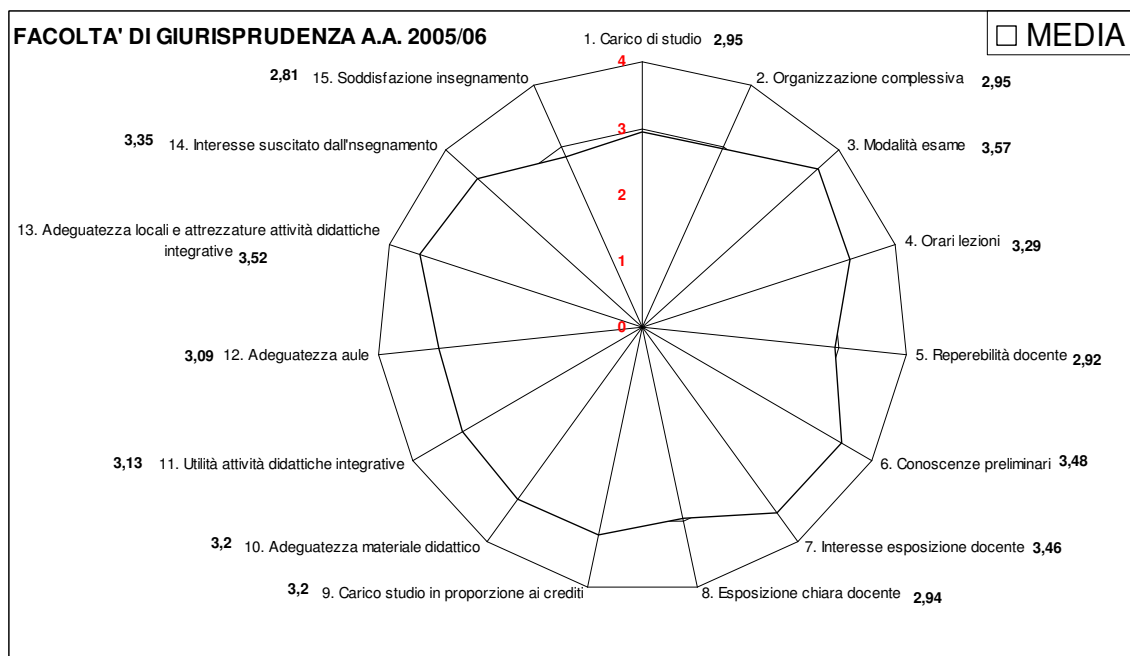 FACOLTA' DI GIURISPRUDENZA A.A. 2005/06
MEDIA
1. Carico di studio 2,95
2. Organizzazione complessiva 2,95
3. Modalità esame 3,57
4. Orari lezioni 3,29
5. Reperebilità docente 2,92
6. Conoscenze preliminari 3,48
7. Interesse esposizione docente 3,46
8. Esposizione chiara docente 2,94
3,2 9. Carico studio in proporzione ai crediti
3,2 10. Adeguatezza materiale didattico
3,13 11. Utilità attività didattiche integrative
3,09 12. Adeguatezza aule
13. Adeguatezza locali e attrezzature attività didattiche
integrative 3,52
3,35 14. Interesse suscitato dall'nsegnamento
2,81 15. Soddisfazione insegnamento
4
3
2
1
0